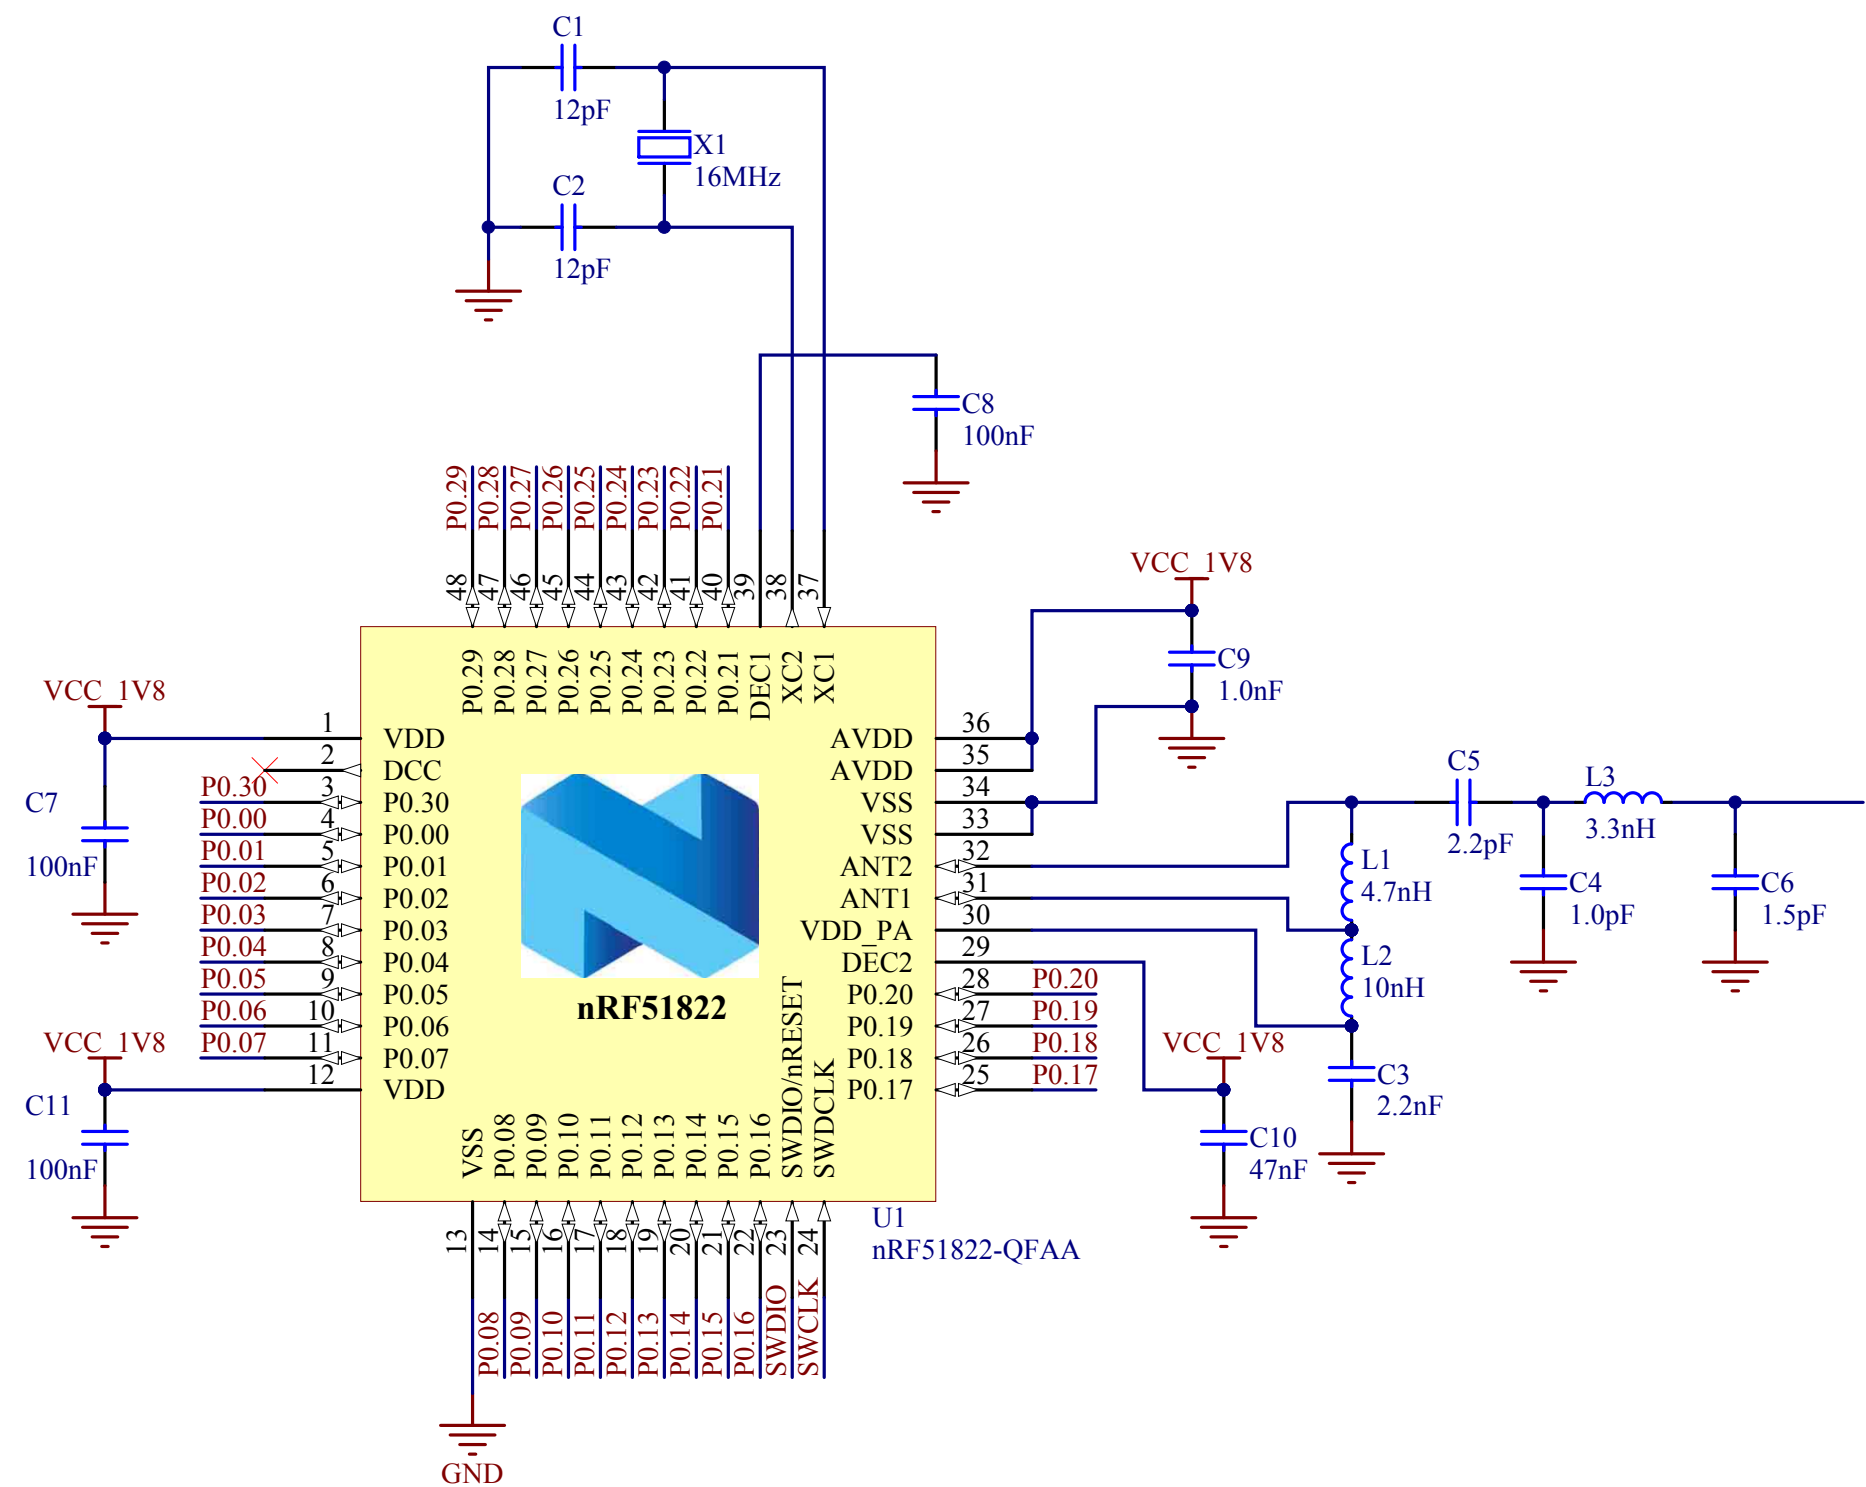 C1
12pF
X1
16MHz
C2
12pF
C8
100nF
P0.29
P0.28
P0.27
P0.26
P0.25
P0.24
P0.23
P0.22
P0.21
48
47
46
45
44
43
42
41
40
39
38
37
P0.29
P0.28
P0.27
P0.26
P0.25
P0.24
P0.23
P0.22
P0.21
DEC1
XC2
XC1
VCC_1V8
C9
1.0nF
VCC_1V8
C7
100nF
1 VDD
2 DCC
P0.30 3 P0.30
P0.00 4 P0.00
P0.01 5 P0.01
P0.02 6 P0.02
P0.03 7 P0.03
P0.04 8 P0.04
P0.05 9 P0.05
P0.06 10 P0.06
P0.07 11 P0.07
12 VDD
VCC_1V8
C11
100nF
nRF51822
AVDD 36
AVDD 35
VSS 34
VSS 33
ANT2 32
ANT1 31
VDD_PA 30
DEC2 29
P0.20 28 P0.20
P0.19 27 P0.19
P0.18 26 P0.18
P0.17 25 P0.17
C5
2.2pF
L3
3.3nH
L1
4.7nH
C4
1.0pF
C6
1.5pF
L2
10nH
C3
2.2nF
VCC_1V8
C10
47nF
VSS
P0.08
P0.09
P0.10
P0.11
P0.12
P0.13
P0.14
P0.15
P0.16
SWDIO/nRESET
SWDCLK
13
14
15
16
17
18
19
20
21
22
23
24
U1
nRF51822-QFAA
P0.08
P0.09
P0.10
P0.11
P0.12
P0.13
P0.14
P0.15
P0.16
SWDIO
SWCLK
GND